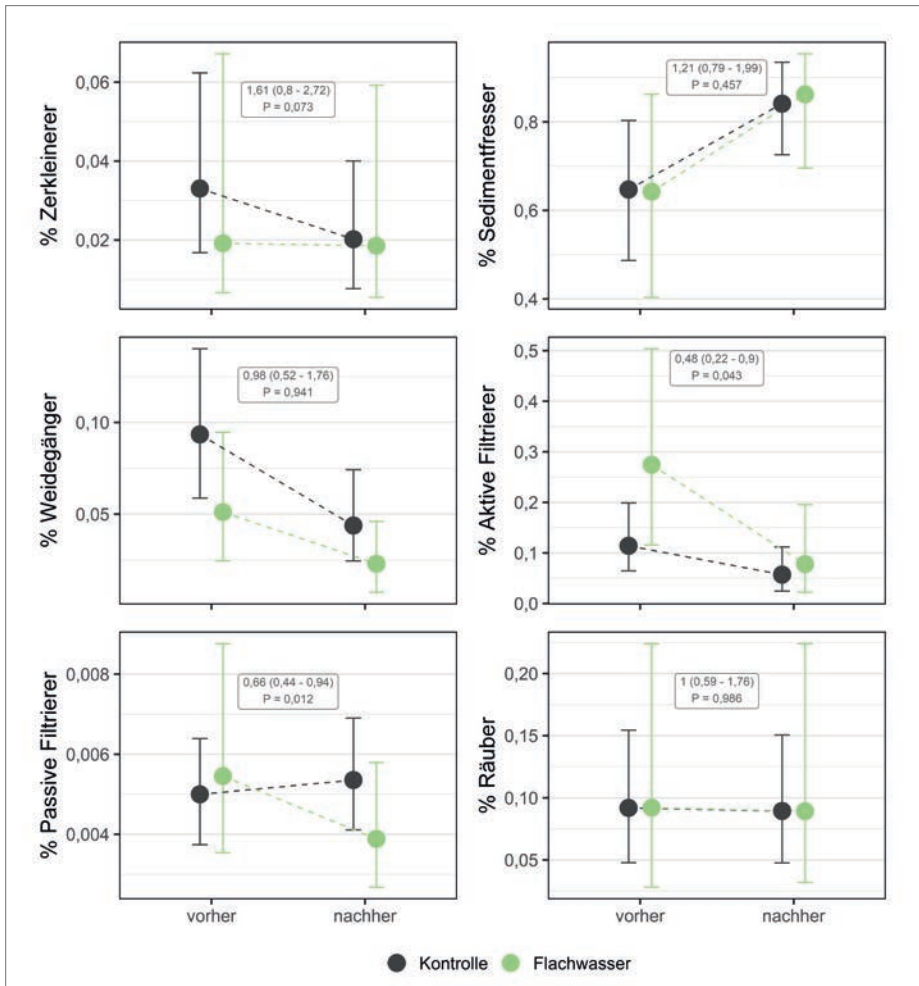 % Zerkleinerer
0,06
0,04
0,02
1,61 (0,8 - 2,72)
P = 0,073
% Sedimentfresser
0,8
0,6
0,4
1,21 (0,79 - 1,99)
P = 0,457
% Weidegänger
0,10
0,05
0,98 (0,52 - 1,76)
P = 0,941
% Aktive Filtrierer
0,5
0,4
0,3
0,2
0,1
0,0
0,48 (0,22 - 0,9)
P = 0,043
% Passive Filtrierer
0,008
0,006
0,004
0,66 (0,44 - 0,94)
P = 0,012
vorher nachher
% Räuber
0,20
0,15
0,10
0,05
1 (0,59 - 1,76)
P = 0,986
vorher nachher
Kontrolle Flachwasser